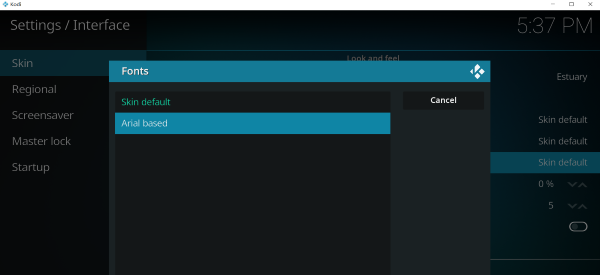 Kodi
Settings / Interface
5:37 PM
Skin
Regional
Screensaver
Master lock
Startup
Look and feel
Fonts
Skin default
Arial based
Cancel
Estuary
Skin default
Skin default
Skin default
0 %
5